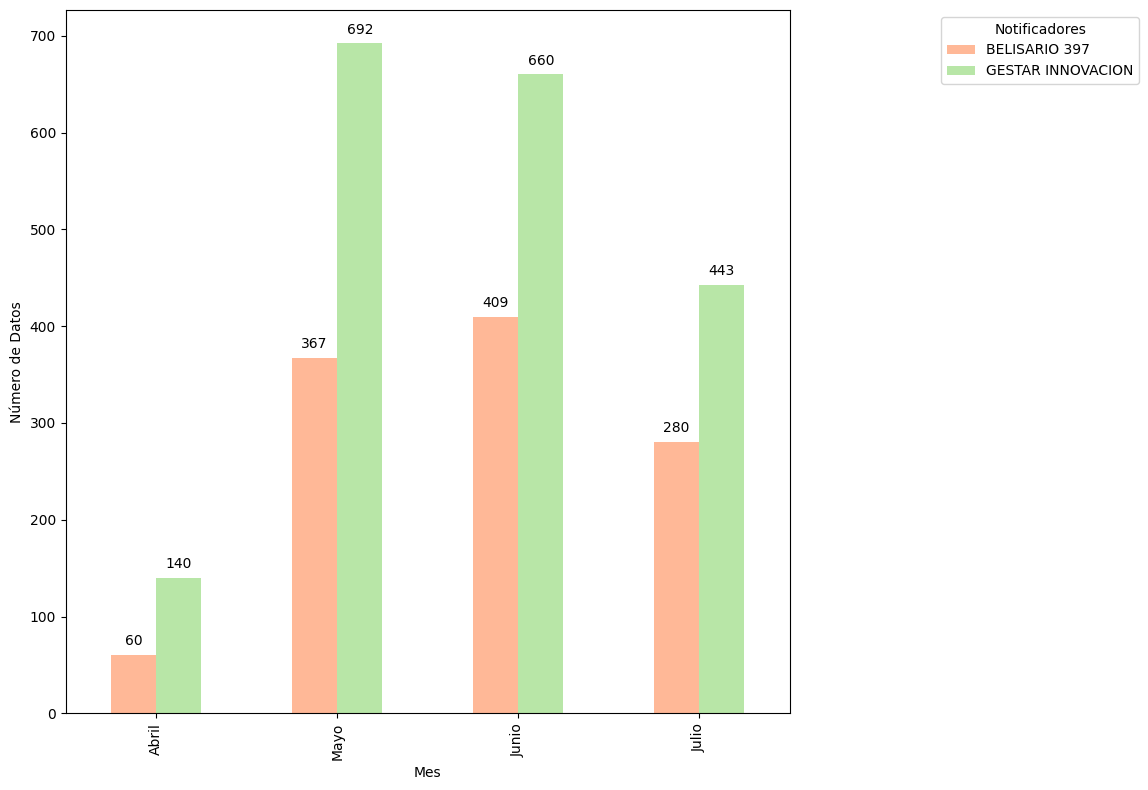 Notificadores
BELISARIO 397
GESTAR INNOVACION
Número de Datos
700
600
500
400
300
200
100
0
60
140
367
692
409
660
280
443
Abril
Mayo
Junio
Julio
Mes